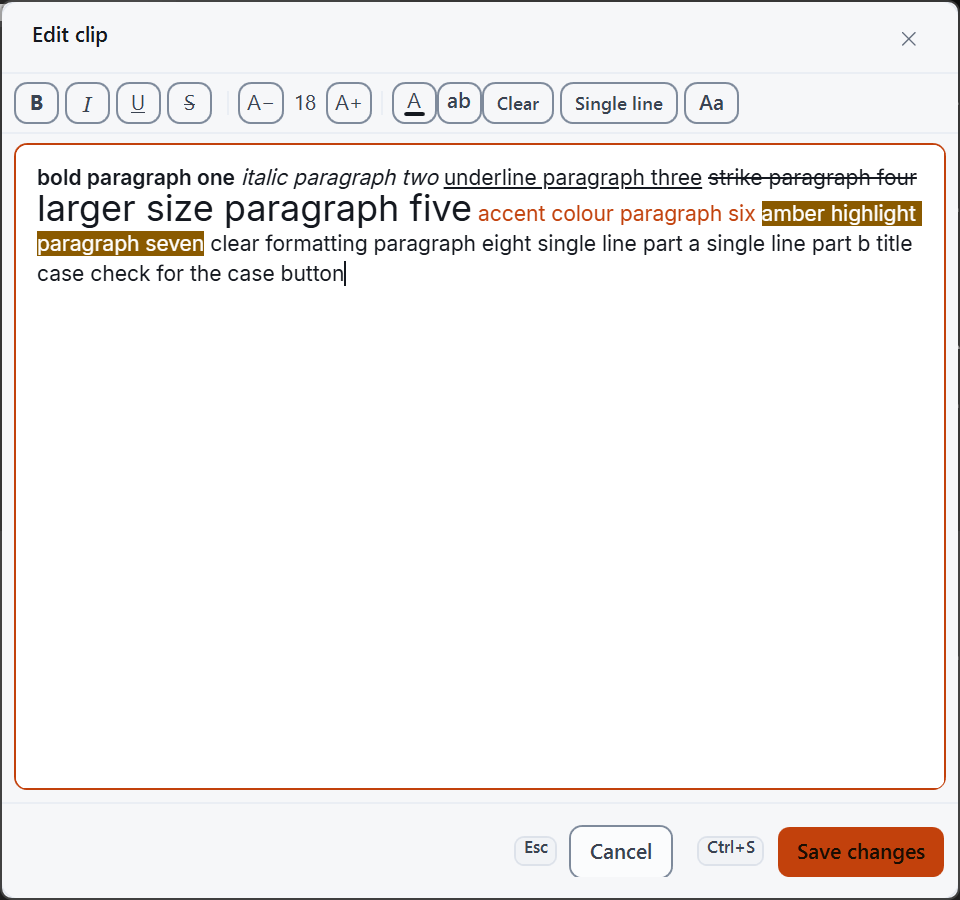 Edit clip
B I U S A− 18 A+ A ab Clear Single line Aa
bold paragraph one italic paragraph two underline paragraph three strike paragraph four
larger size paragraph five accent colour paragraph six amber highlight
paragraph seven clear formatting paragraph eight single line part a single line part b title
case check for the case button
Esc Cancel Ctrl+S Save changes